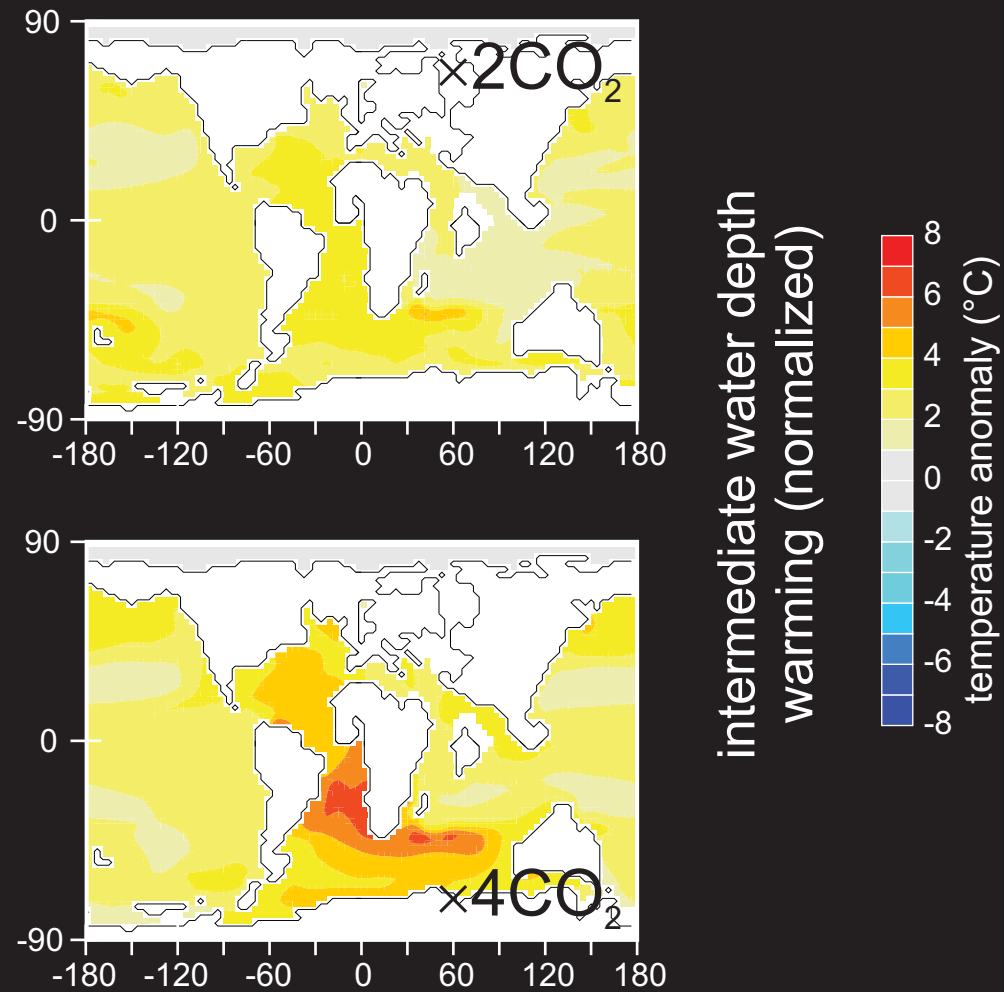 90
0
-90
-180 -120 -60 0 60 120 180
×2CO₂
90
0
-90
-180 -120 -60 0 60 120 180
×4CO₂
intermediate water depth
warming (normalized)
8
6
4
2
0
-2
-4
-6
-8
temperature anomaly (°C)